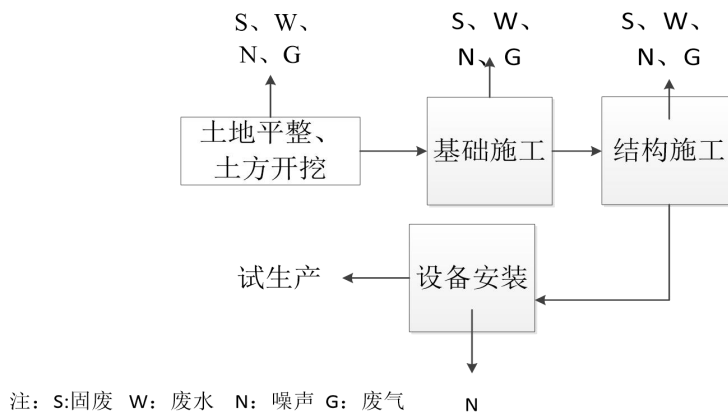 S、W、
N、G
S、W、
N、G
S、W、
N、G
土地平整、
土方开挖
基础施工
结构施工
试生产
设备安装
N
注：S:固废 W：废水 N：噪声 G：废气